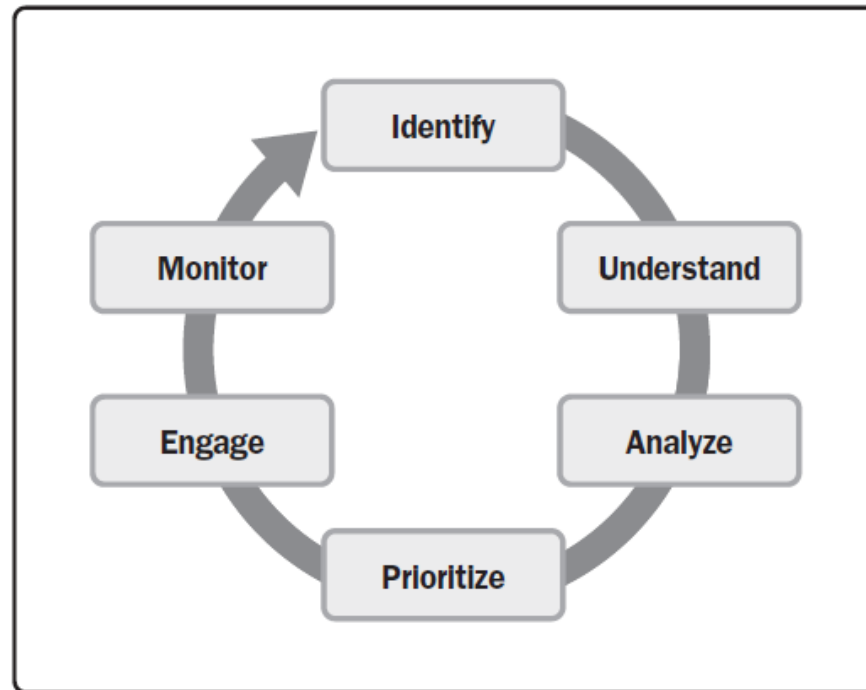 Identify
Understand
Analyze
Prioritize
Engage
Monitor